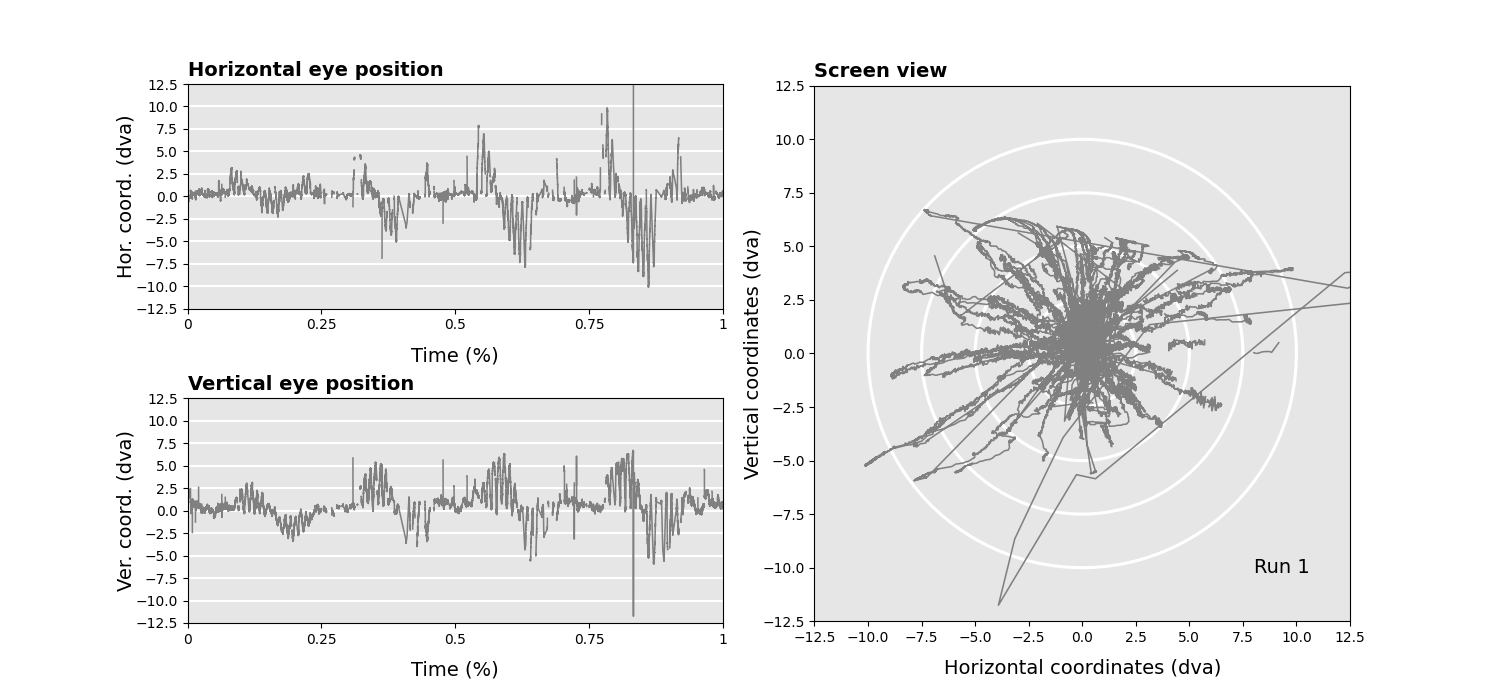 Horizontal eye position
12.5
10.0
7.5
5.0
2.5
0.0
−2.5
−5.0
−7.5
−10.0
−12.5
Hor. coord. (dva)
0 0.25 0.5 0.75 1
Time (%)
Vertical eye position
12.5
10.0
7.5
5.0
2.5
0.0
−2.5
−5.0
−7.5
−10.0
−12.5
Ver. coord. (dva)
0 0.25 0.5 0.75 1
Time (%)
Screen view
12.5
10.0
7.5
5.0
2.5
0.0
−2.5
−5.0
−7.5
−10.0
−12.5
Vertical coordinates (dva)
Run 1
−12.5 −10.0 −7.5 −5.0 −2.5 0.0 2.5 5.0 7.5 10.0 12.5
Horizontal coordinates (dva)